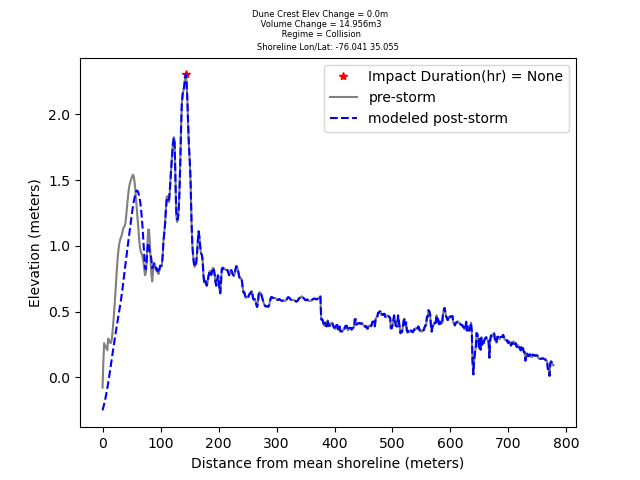 Dune Crest Elev Change = 0.0m
Volume Change = 14.956m3
Regime = Collision
Shoreline Lon/Lat: -76.041 35.055
Impact Duration(hr) = None
pre-storm
modeled post-storm
Elevation (meters)
2.0
1.5
1.0
0.5
0.0
0 100 200 300 400 500 600 700 800
Distance from mean shoreline (meters)